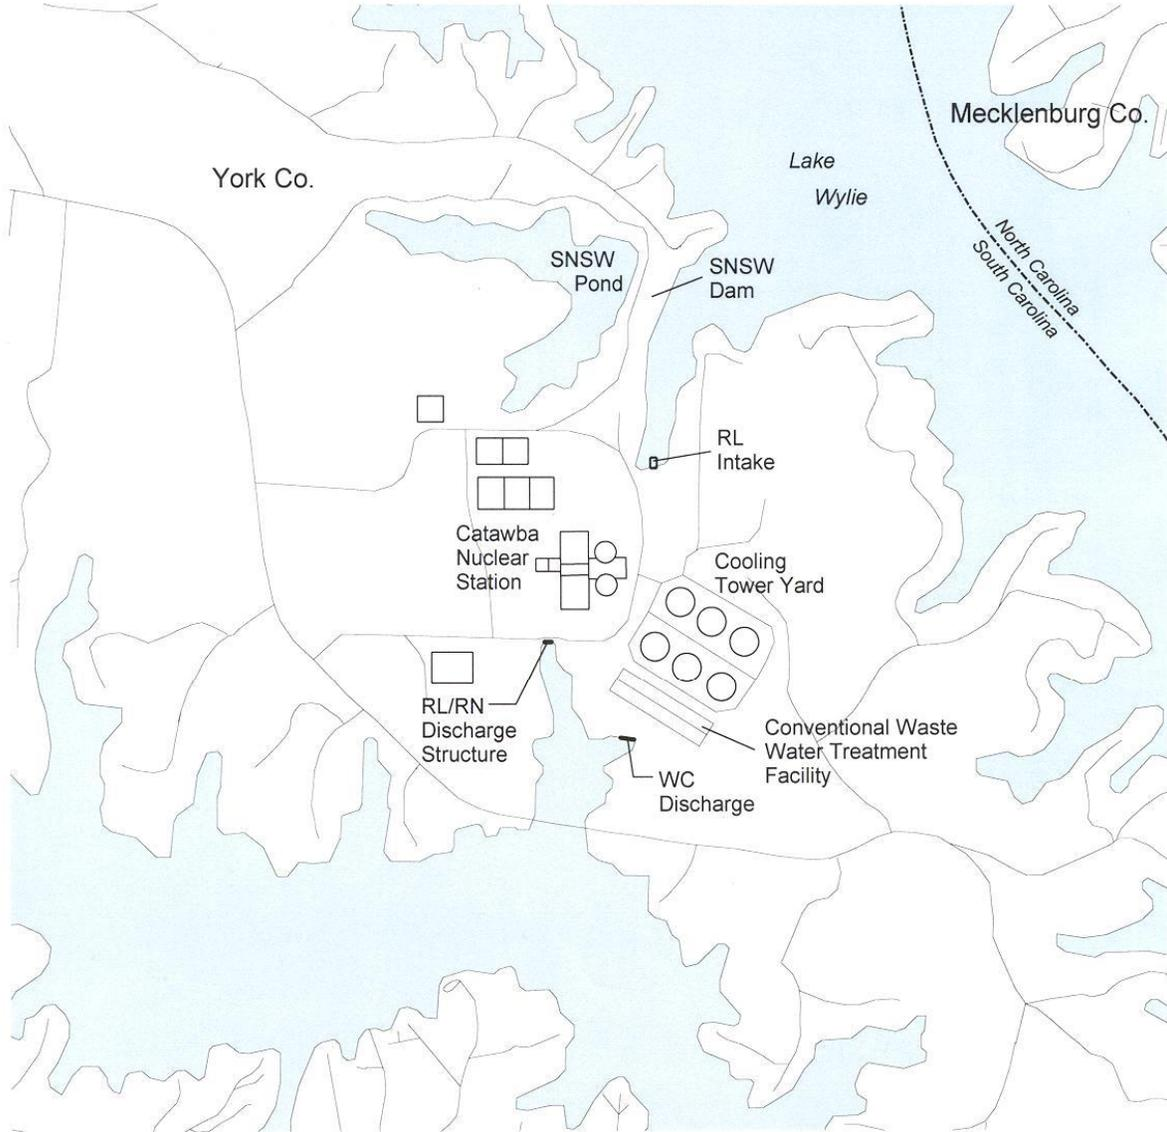 Mecklenburg Co.
Lake
Wylie
York Co.
North Carolina
South Carolina
SNSW
Pond
SNSW
Dam
RL
Intake
Catawba
Nuclear
Station
Cooling
Tower Yard
RL/RN
Discharge
Structure
Conventional Waste
Water Treatment
Facility
WC
Discharge